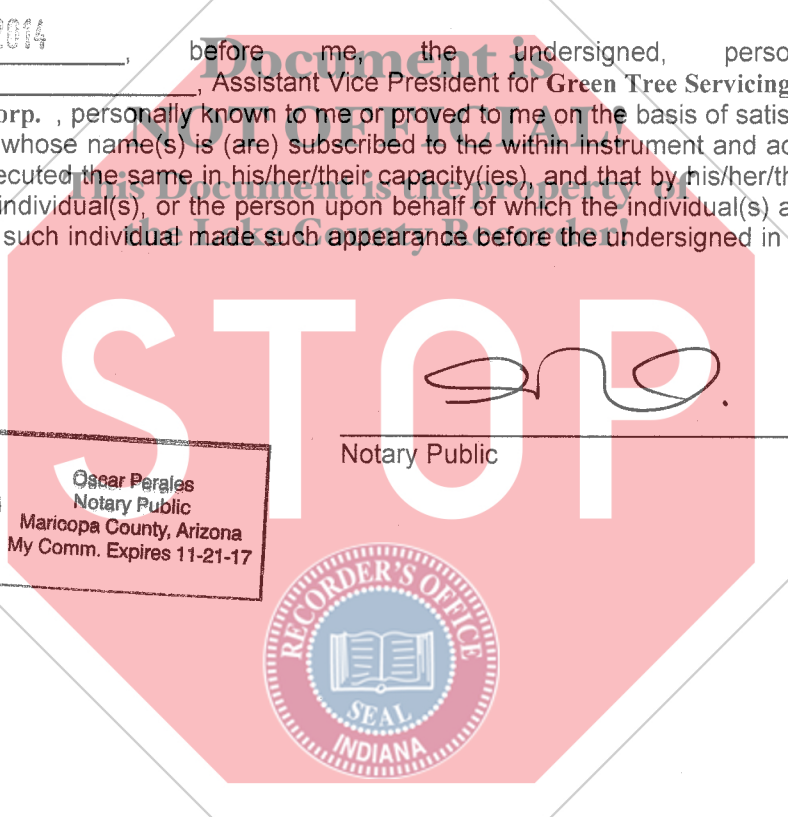 2014
, before me, the undersigned, perso
, Assistant Vice President for Green Tree Servicing
orp. , personally known to me or proved to me on the basis of satis
whose name(s) is (are) subscribed to the within instrument and ac
ecuted the same in his/her/their capacity(ies), and that by his/her/th
individual(s), or the person upon behalf of which the individual(s) a
such individual made such appearance before the undersigned in
Document is
NOT OFFICIAL!
This Document is the property of
the Lake County Recorder!
STOP
Notary Public
Oscar Perales
Notary Public
Maricopa County, Arizona
My Comm. Expires 11-21-17
RECORDER'S OFFICE
SEAL
INDIANA